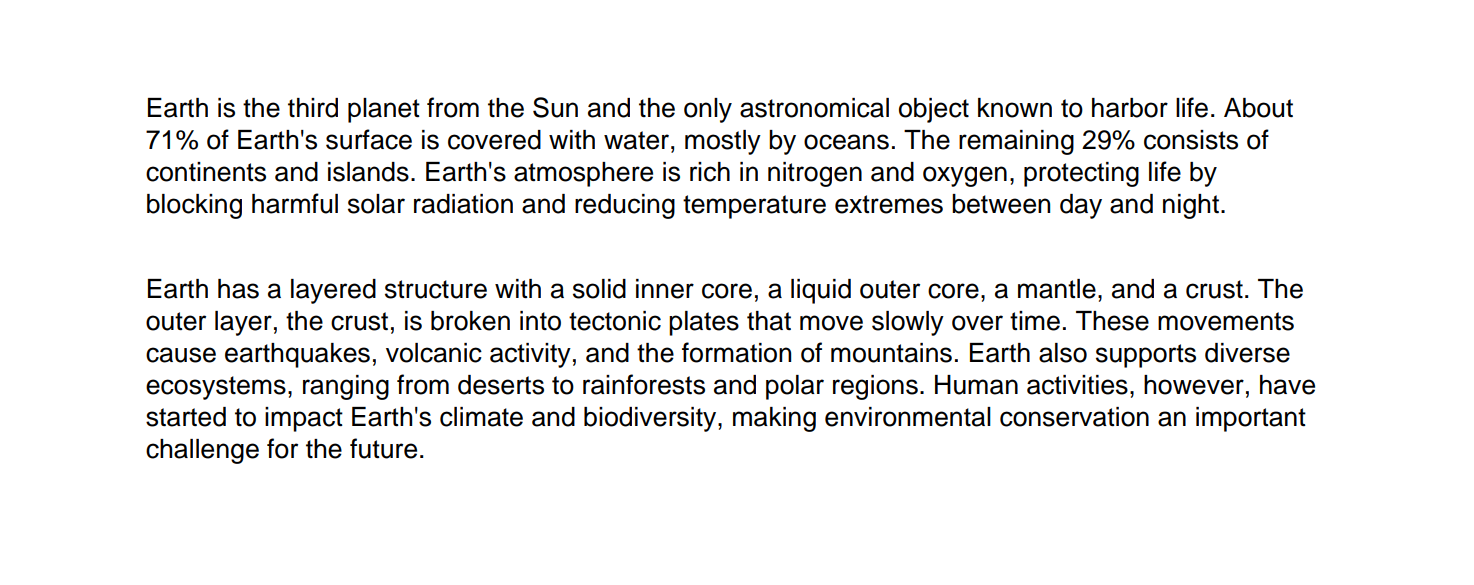 Earth is the third planet from the Sun and the only astronomical object known to harbor life. About
71% of Earth's surface is covered with water, mostly by oceans. The remaining 29% consists of
continents and islands. Earth's atmosphere is rich in nitrogen and oxygen, protecting life by
blocking harmful solar radiation and reducing temperature extremes between day and night.
Earth has a layered structure with a solid inner core, a liquid outer core, a mantle, and a crust. The
outer layer, the crust, is broken into tectonic plates that move slowly over time. These movements
cause earthquakes, volcanic activity, and the formation of mountains. Earth also supports diverse
ecosystems, ranging from deserts to rainforests and polar regions. Human activities, however, have
started to impact Earth's climate and biodiversity, making environmental conservation an important
challenge for the future.